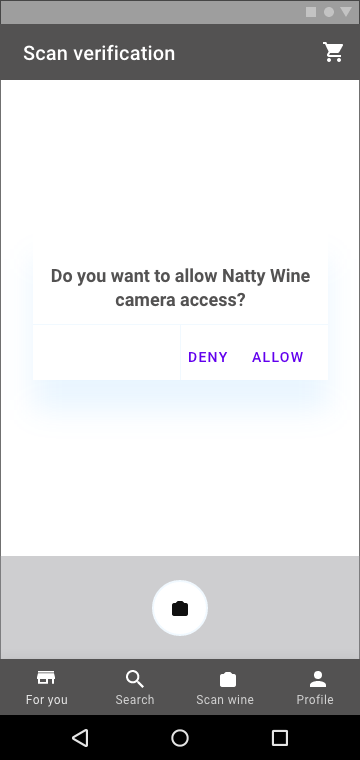 Scan verification
Do you want to allow Natty Wine
camera access?
DENY ALLOW
For you Search Scan wine Profile